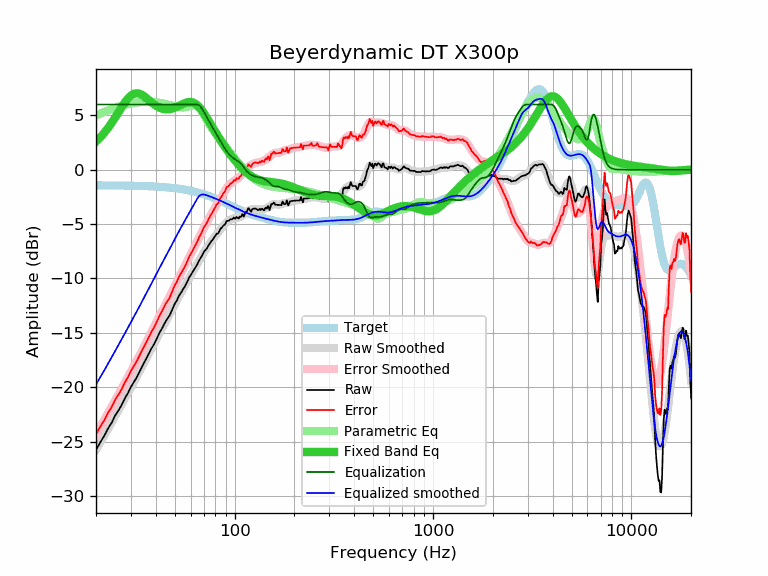 Beyerdynamic DT X300p
Amplitude (dBr)
5
0
−5
−10
−15
−20
−25
−30
Target
Raw Smoothed
Error Smoothed
Raw
Error
Parametric Eq
Fixed Band Eq
Equalization
Equalized smoothed
100
1000
10000
Frequency (Hz)